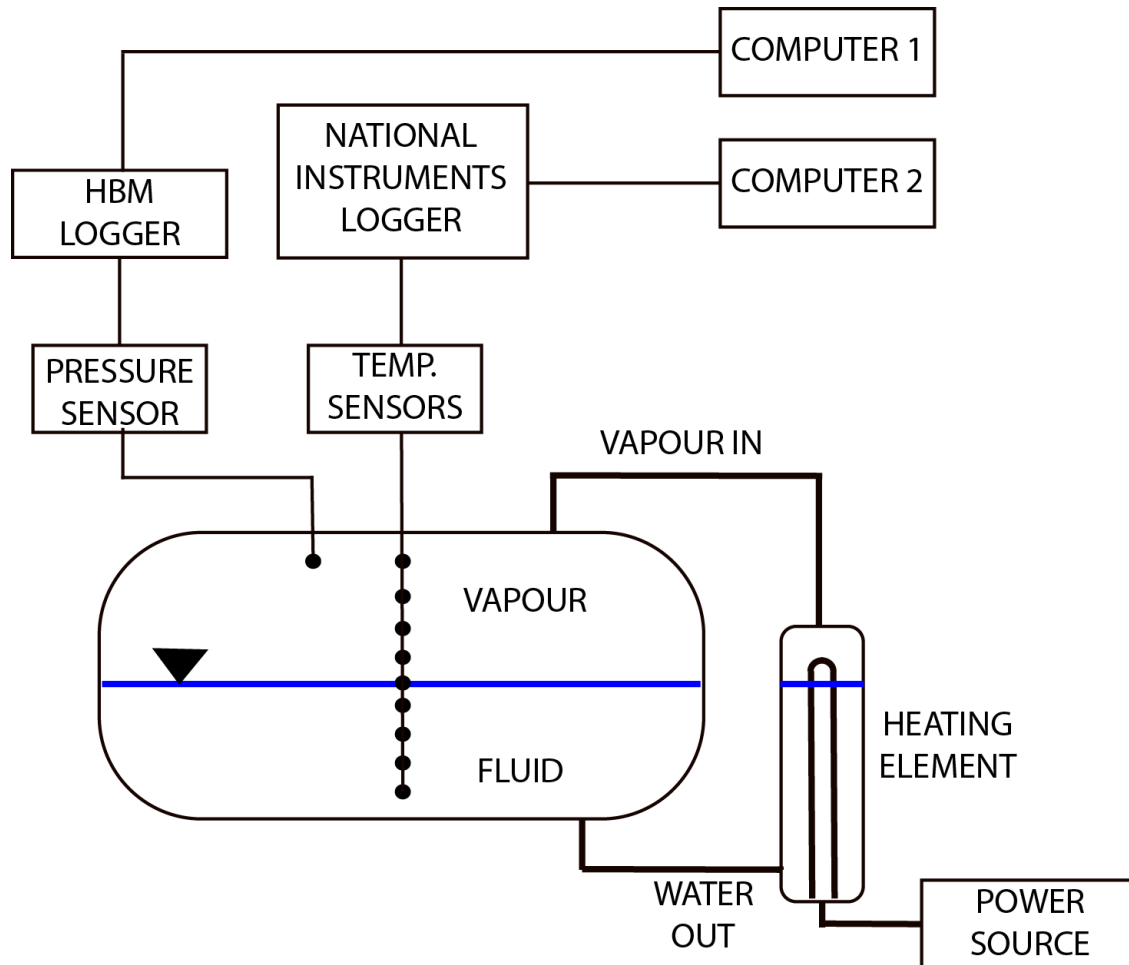 COMPUTER 1
NATIONAL
INSTRUMENTS
LOGGER
COMPUTER 2
HBM
LOGGER
PRESSURE
SENSOR
TEMP.
SENSORS
VAPOUR IN
VAPOUR
FLUID
HEATING
ELEMENT
WATER
OUT
POWER
SOURCE